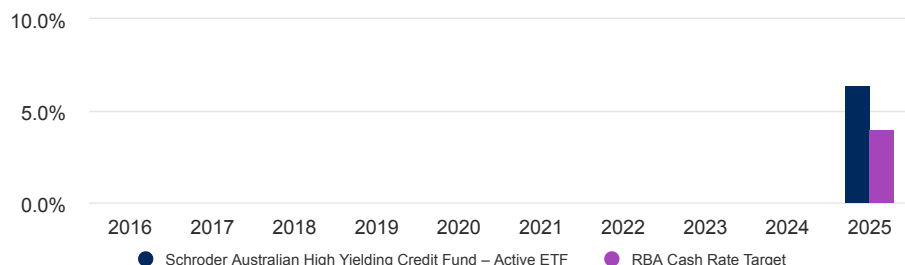 10.0%
5.0%
0.0%
2016 2017 2018 2019 2020 2021 2022 2023 2024 2025
Schroder Australian High Yielding Credit Fund – Active ETF RBA Cash Rate Target